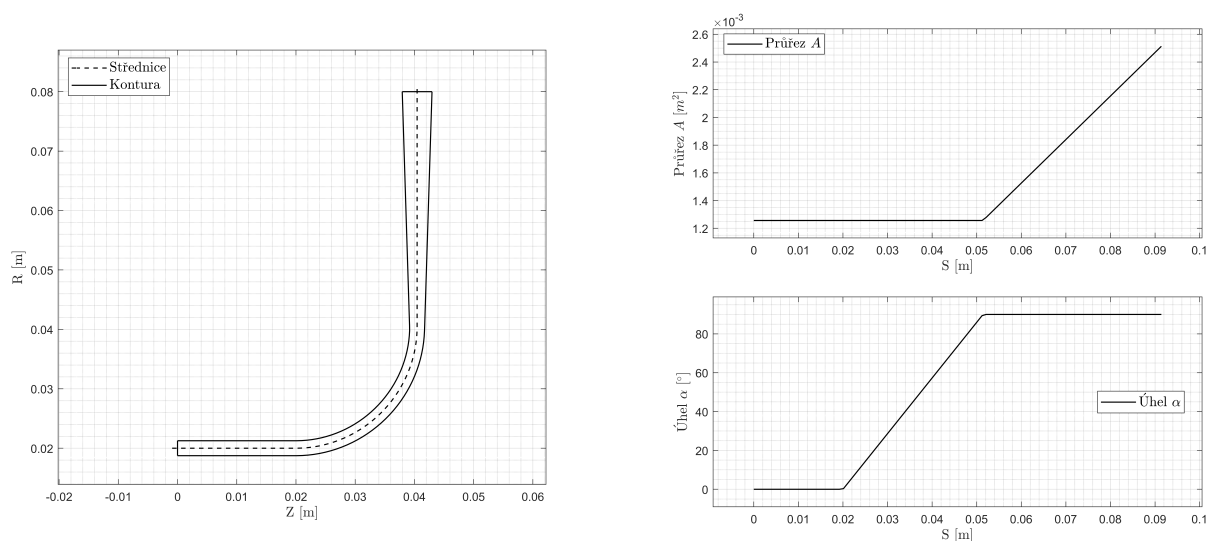 Střednice
Kontura
0.08
0.07
0.06
0.05
0.04
0.03
0.02
R [m]
-0.02 -0.01 0 0.01 0.02 0.03 0.04 0.05 0.06
Z [m]
×10⁻³
Průřez A
2.6
2.4
2.2
2
1.8
1.6
1.4
1.2
Průřez A [m²]
0 0.01 0.02 0.03 0.04 0.05 0.06 0.07 0.08 0.09 0.1
S [m]
80
60
40
20
0
Úhel α [°]
Úhel α
0 0.01 0.02 0.03 0.04 0.05 0.06 0.07 0.08 0.09 0.1
S [m]